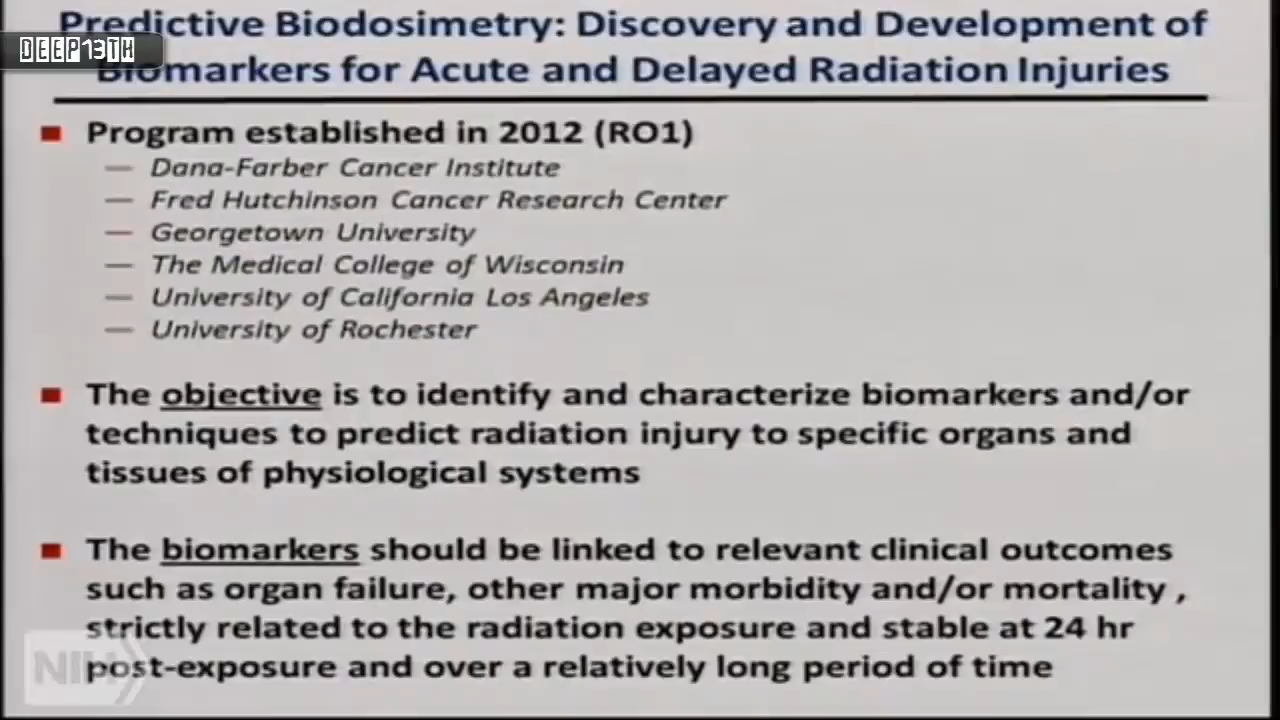 Predictive Biodosimetry: Discovery and Development of
DEEP13TH
Biomarkers for Acute and Delayed Radiation Injuries
Program established in 2012 (RO1)
— Dana-Farber Cancer Institute
— Fred Hutchinson Cancer Research Center
— Georgetown University
— The Medical College of Wisconsin
— University of California Los Angeles
— University of Rochester
The objective is to identify and characterize biomarkers and/or
techniques to predict radiation injury to specific organs and
tissues of physiological systems
The biomarkers should be linked to relevant clinical outcomes
such as organ failure, other major morbidity and/or mortality ,
strictly related to the radiation exposure and stable at 24 hr
post-exposure and over a relatively long period of time
NIH